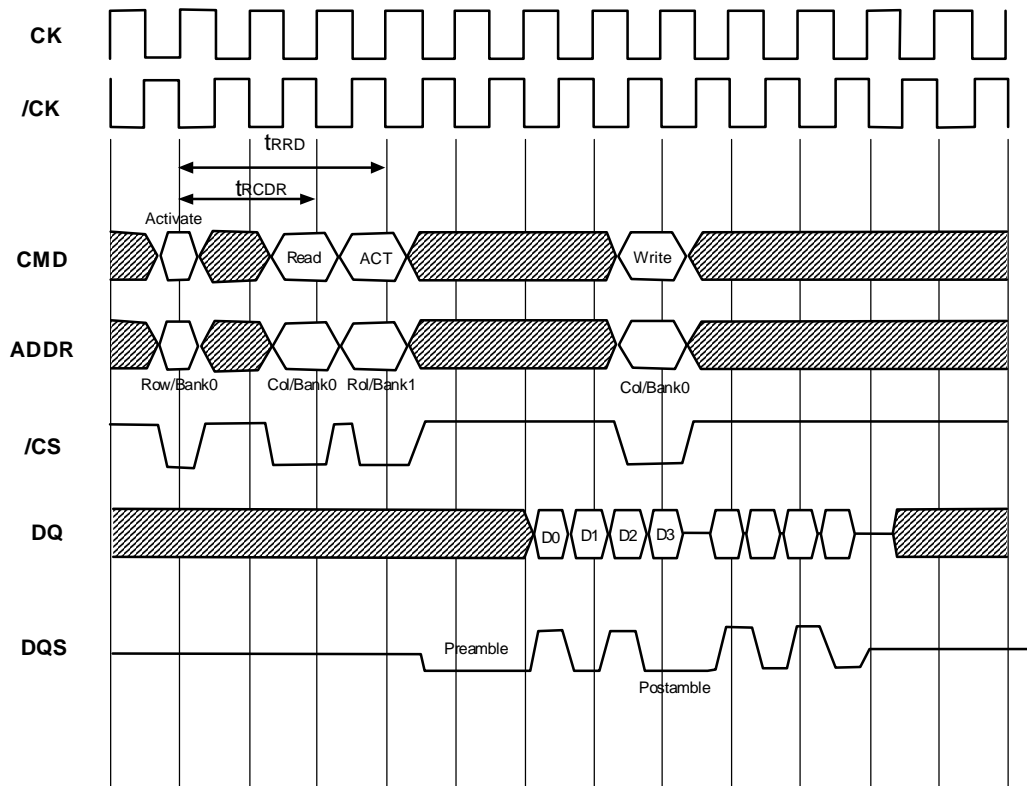 CK
/CK
tRRD
tRCDR
Activate
CMD
Read
ACT
Write
ADDR
Row/Bank0
Col/Bank0
Rol/Bank1
Col/Bank0
/CS
DQ
D0
D1
D2
D3
DQS
Preamble
Postamble